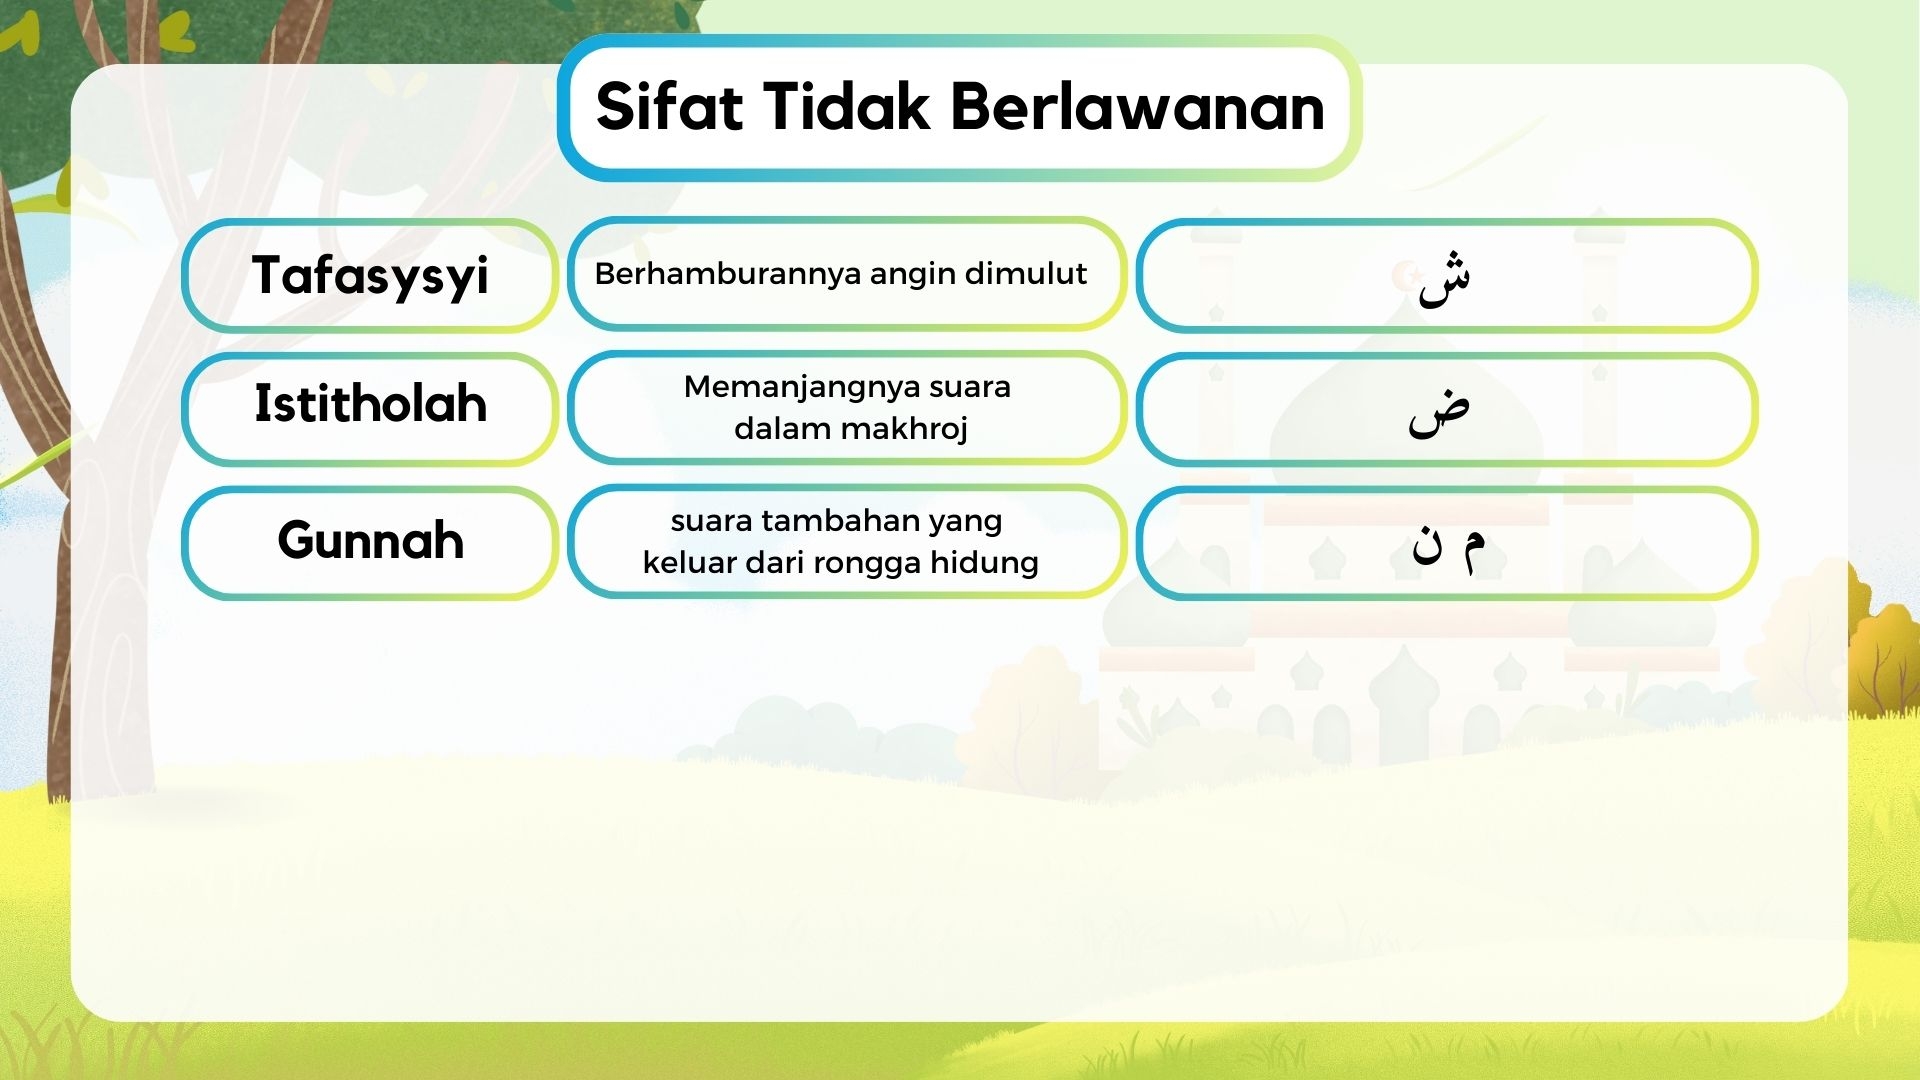 Sifat Tidak Berlawanan
Tafasysyi
Berhamburannya angin dimulut
ش
Istitholah
Memanjangnya suara
dalam makhroj
ض
Gunnah
suara tambahan yang
keluar dari rongga hidung
م ن